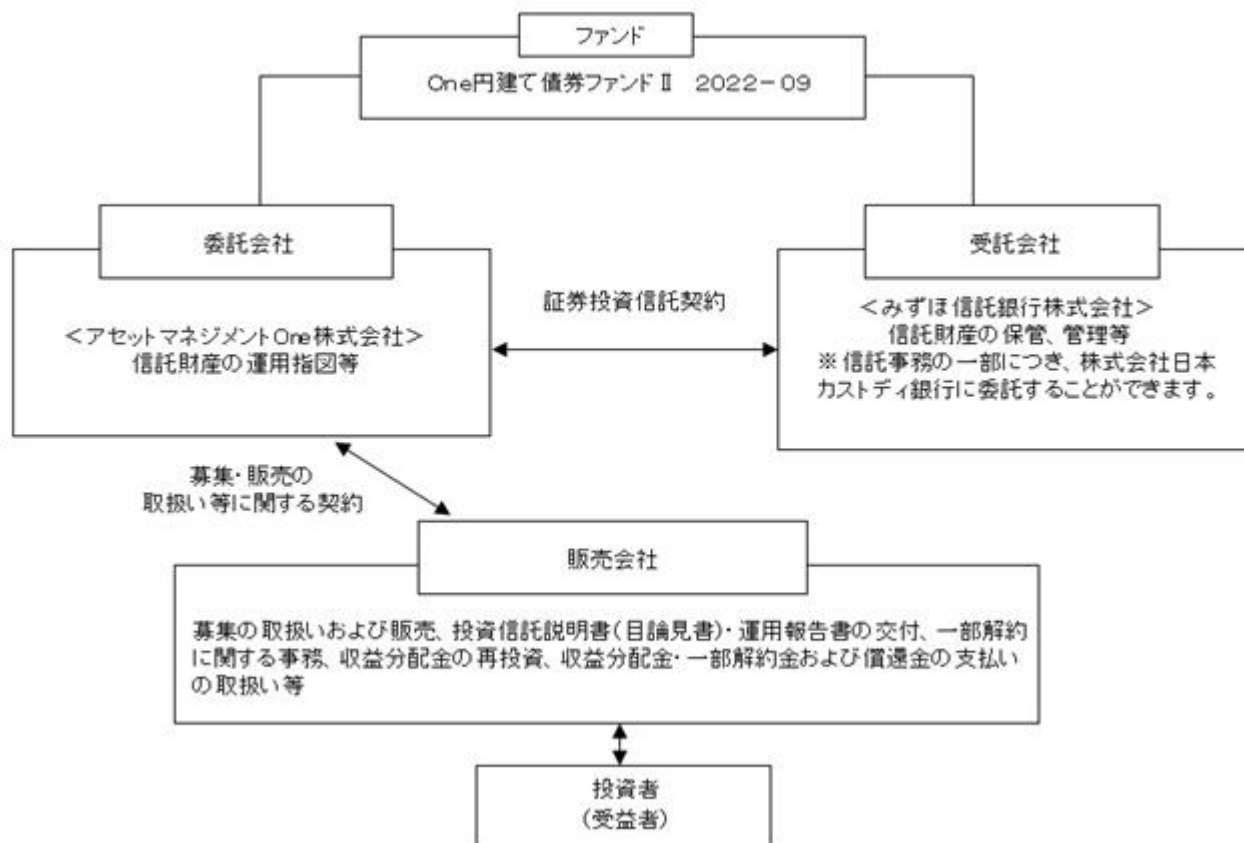 ファンド
One円建て債券ファンドⅡ 2022-09
委託会社
<アセットマネジメントOne株式会社>
信託財産の運用指図等
証券投資信託契約
受託会社
<みずほ信託銀行株式会社>
信託財産の保管、管理等
※信託事務の一部につき、株式会社日本
カストディ銀行に委託することができます。
募集・販売の
取扱い等に関する契約
販売会社
募集の取扱いおよび販売、投資信託説明書(目論見書)・運用報告書の交付、一部解約
に関する事務、収益分配金の再投資、収益分配金・一部解約金および償還金の支払い
の取扱い等
投資者
(受益者)